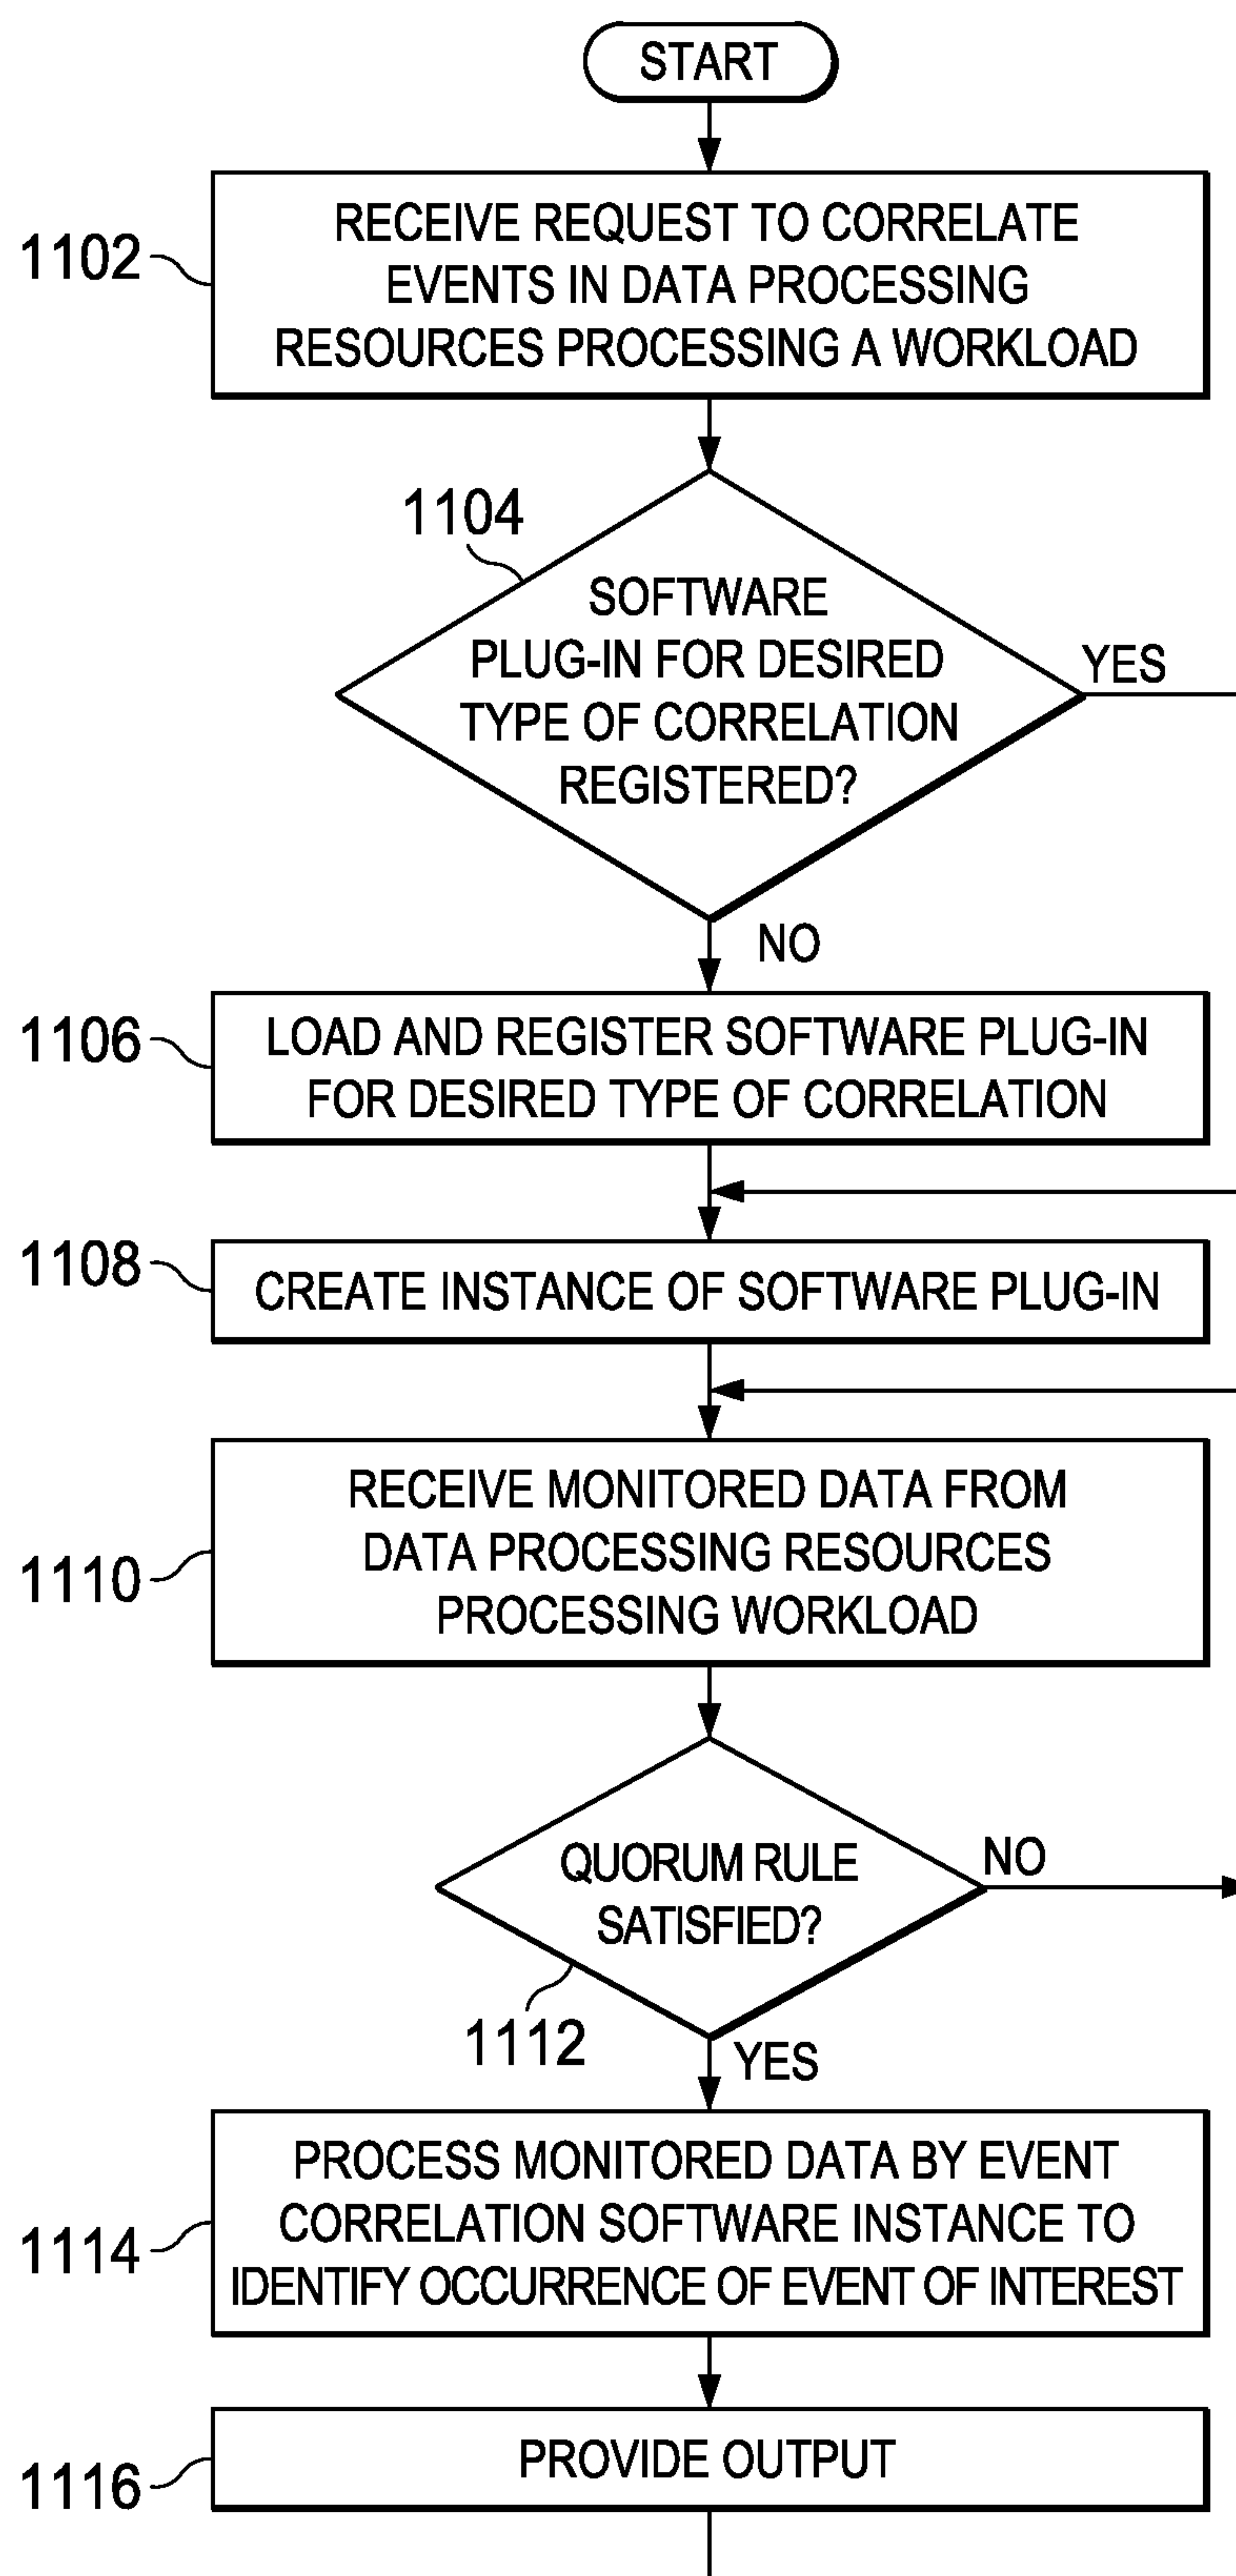 START
1102
RECEIVE REQUEST TO CORRELATE
EVENTS IN DATA PROCESSING
RESOURCES PROCESSING A WORKLOAD
1104
SOFTWARE
PLUG-IN FOR DESIRED
TYPE OF CORRELATION
REGISTERED?
YES
NO
1106
LOAD AND REGISTER SOFTWARE PLUG-IN
FOR DESIRED TYPE OF CORRELATION
1108
CREATE INSTANCE OF SOFTWARE PLUG-IN
1110
RECEIVE MONITORED DATA FROM
DATA PROCESSING RESOURCES
PROCESSING WORKLOAD
QUORUM RULE
SATISFIED?
NO
1112
YES
1114
PROCESS MONITORED DATA BY EVENT
CORRELATION SOFTWARE INSTANCE TO
IDENTIFY OCCURRENCE OF EVENT OF INTEREST
1116
PROVIDE OUTPUT